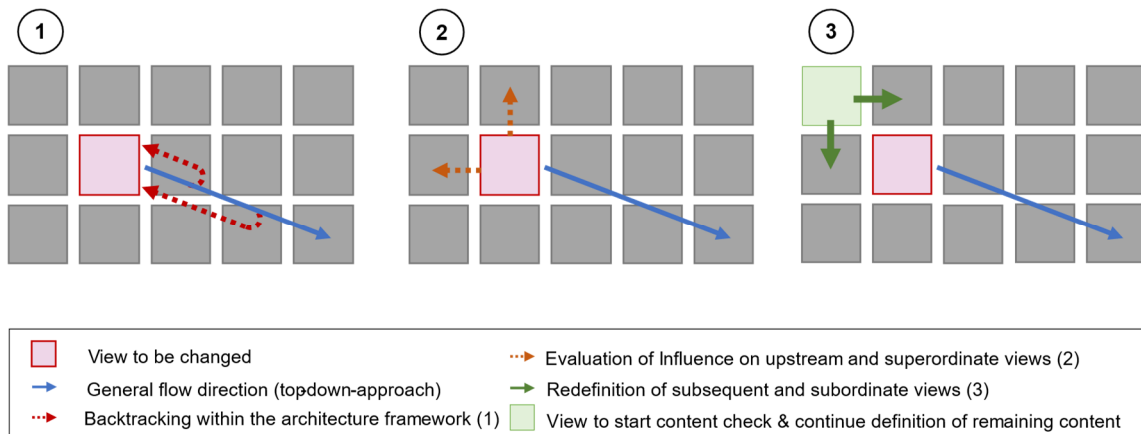 1
2
3
View to be changed
General flow direction (top-down-approach)
Backtracking within the architecture framework (1)
Evaluation of Influence on upstream and superordinate views (2)
Redefinition of subsequent and subordinate views (3)
View to start content check & continue definition of remaining content